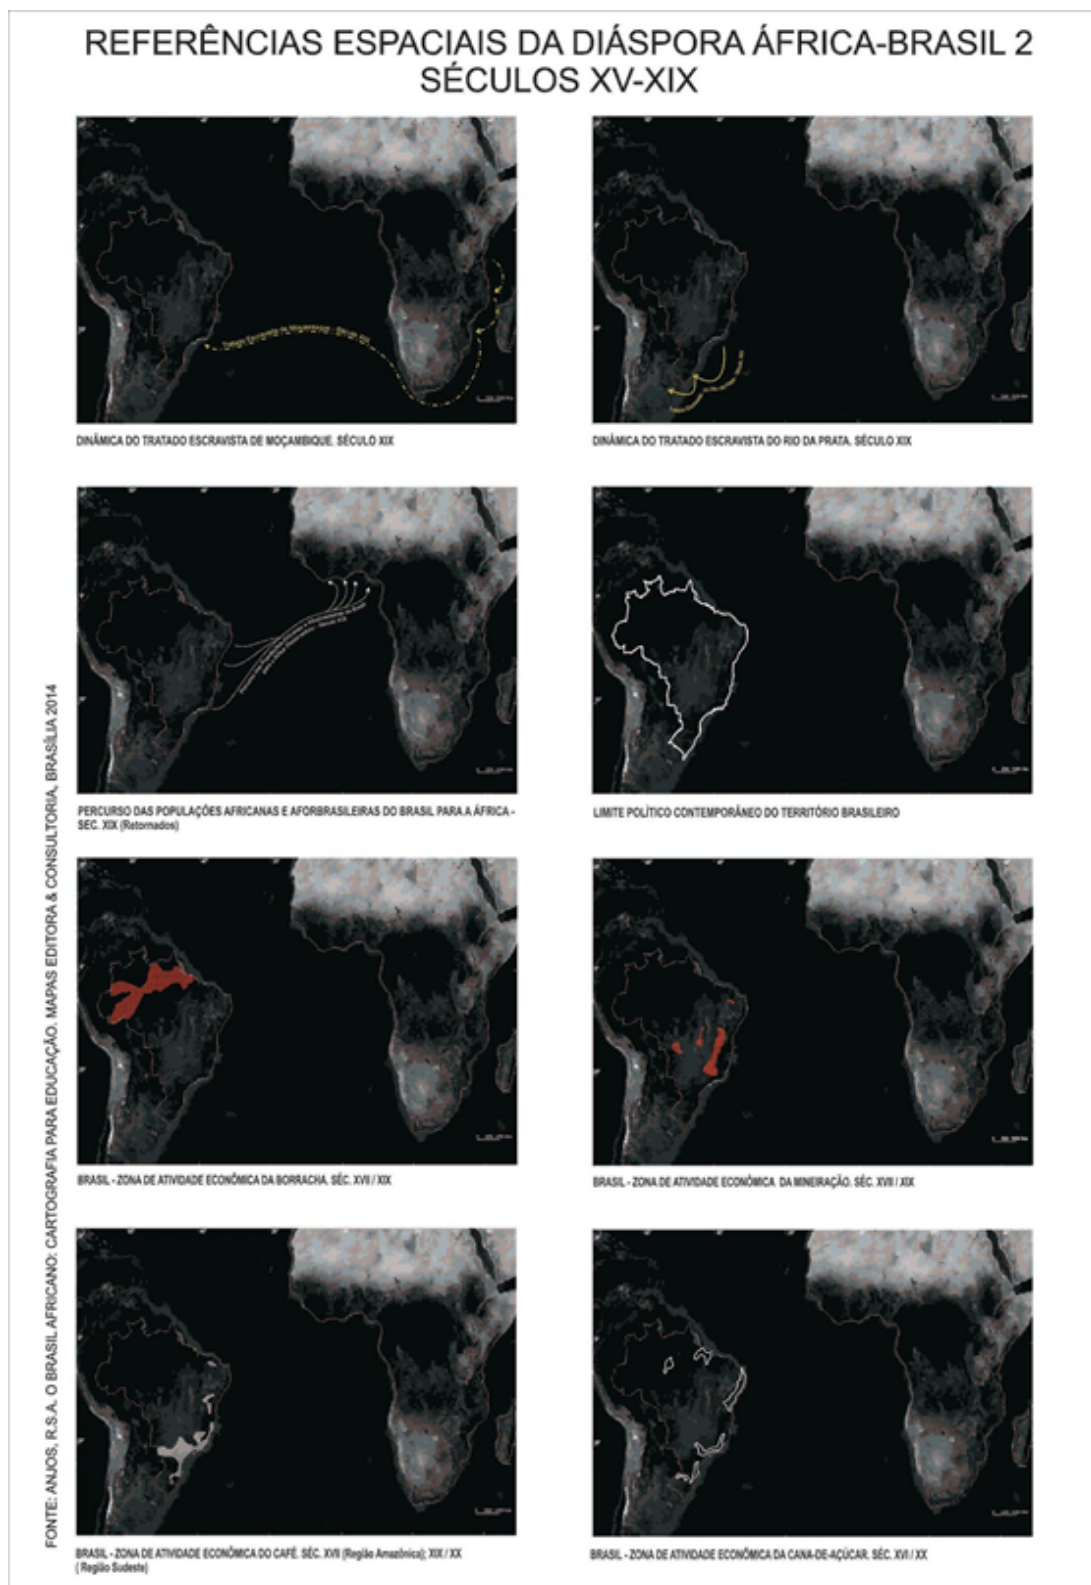 REFERÊNCIAS ESPACIAIS DA DIÁSPORA ÁFRICA-BRASIL 2
SÉCULOS XV-XIX
DINÂMICA DO TRATADO ESCRAVISTA DE MOÇAMBIQUE. SÉCULO XIX
DINÂMICA DO TRATADO ESCRAVISTA DO RIO DA PRATA. SÉCULO XIX
PERCURSO DAS POPULAÇÕES AFRICANAS E AFORBRASILEIRAS DO BRASIL PARA A ÁFRICA -
SEC. XIX (Retornados)
LIMITE POLÍTICO CONTEMPORÂNEO DO TERRITÓRIO BRASILEIRO
BRASIL - ZONA DE ATIVIDADE ECONÔMICA DA BORRACHA. SÉC. XVII / XIX
BRASIL - ZONA DE ATIVIDADE ECONÔMICA DA MINEIRAÇÃO. SÉC. XVII / XIX
BRASIL - ZONA DE ATIVIDADE ECONÔMICA DO CAFÉ. SÉC. XVII (Região Amazônica); XIX / XX
( Região Sudeste)
BRASIL - ZONA DE ATIVIDADE ECONÔMICA DA CANA-DE-AÇÚCAR. SÉC. XVI / XX
FONTE: ANJOS, R.S.A. O BRASIL AFRICANO: CARTOGRAFIA PARA EDUCAÇÃO. MAPAS EDITORA & CONSULTORIA, BRASÍLIA 2014